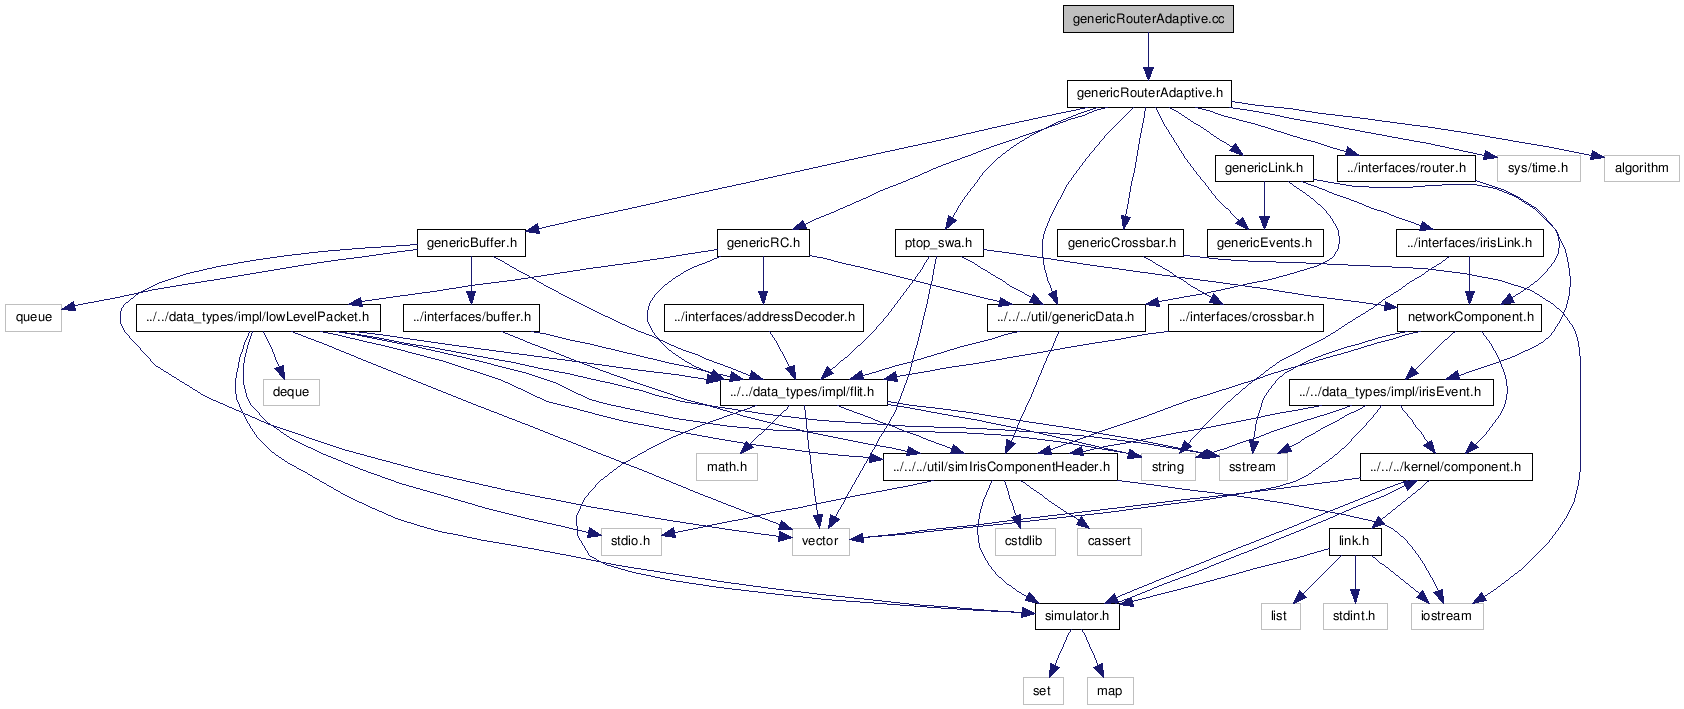 genericRouterAdaptive.cc
genericRouterAdaptive.h
genericLink.h
../interfaces/router.h
sys/time.h
algorithm
genericBuffer.h
genericRC.h
ptop_swa.h
genericCrossbar.h
genericEvents.h
../interfaces/irisLink.h
queue
../../data_types/impl/lowLevelPacket.h
../interfaces/buffer.h
../interfaces/addressDecoder.h
../../../util/genericData.h
../interfaces/crossbar.h
networkComponent.h
deque
../../data_types/impl/flit.h
../../data_types/impl/irisEvent.h
math.h
../../../util/simIrisComponentHeader.h
string
sstream
../../../kernel/component.h
stdio.h
vector
cstdlib
cassert
link.h
simulator.h
list
stdint.h
iostream
set
map